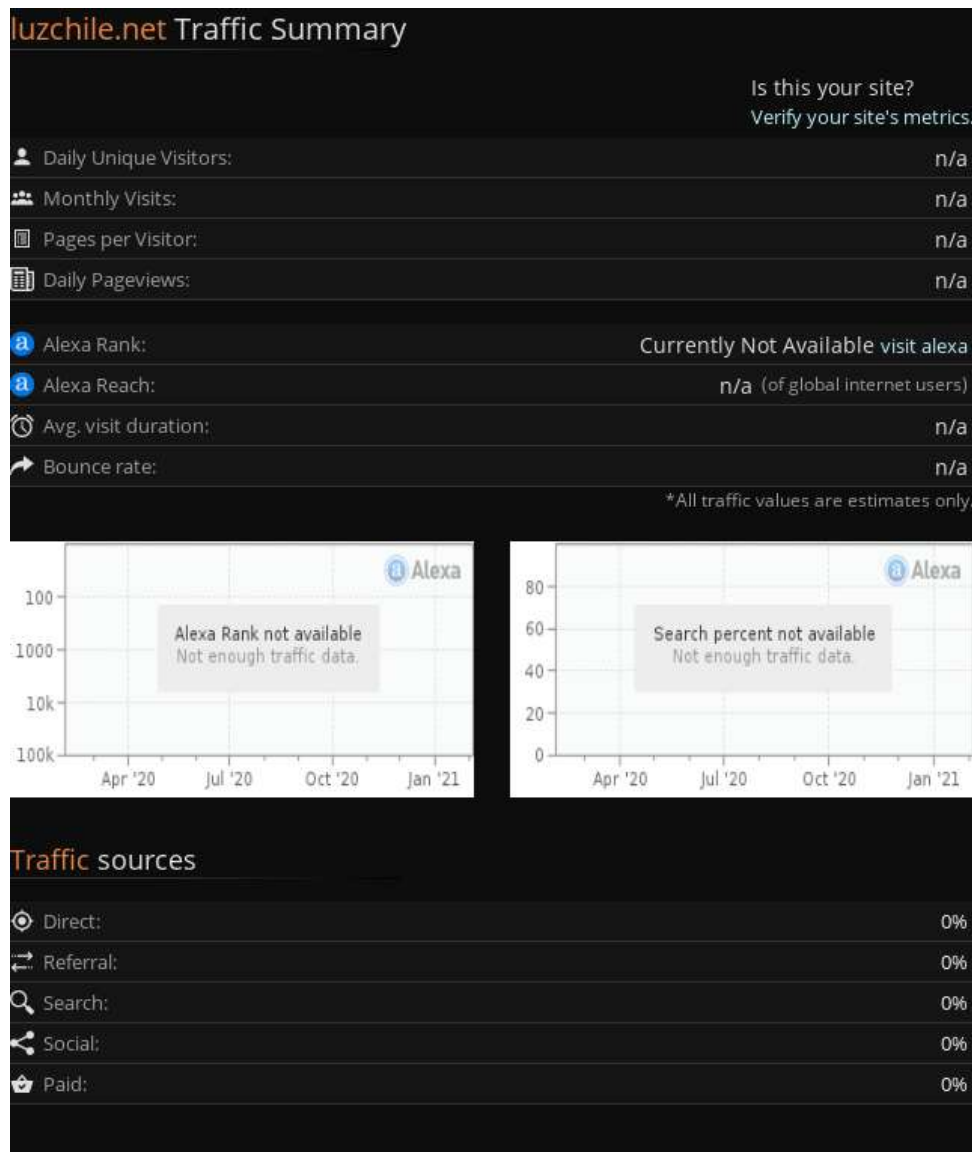 luzchile.net Traffic Summary
Is this your site?
Verify your site's metrics.
Daily Unique Visitors: n/a
Monthly Visits: n/a
Pages per Visitor: n/a
Daily Pageviews: n/a
a Alexa Rank: Currently Not Available visit alexa
a Alexa Reach: n/a (of global internet users)
Avg. visit duration: n/a
Bounce rate: n/a
*All traffic values are estimates only.
a Alexa
100
1000
10k
100k
Alexa Rank not available
Not enough traffic data.
Apr '20 Jul '20 Oct '20 Jan '21
a Alexa
80
60
40
20
0
Search percent not available
Not enough traffic data.
Apr '20 Jul '20 Oct '20 Jan '21
Traffic sources
Direct: 0%
Referral: 0%
Search: 0%
Social: 0%
Paid: 0%